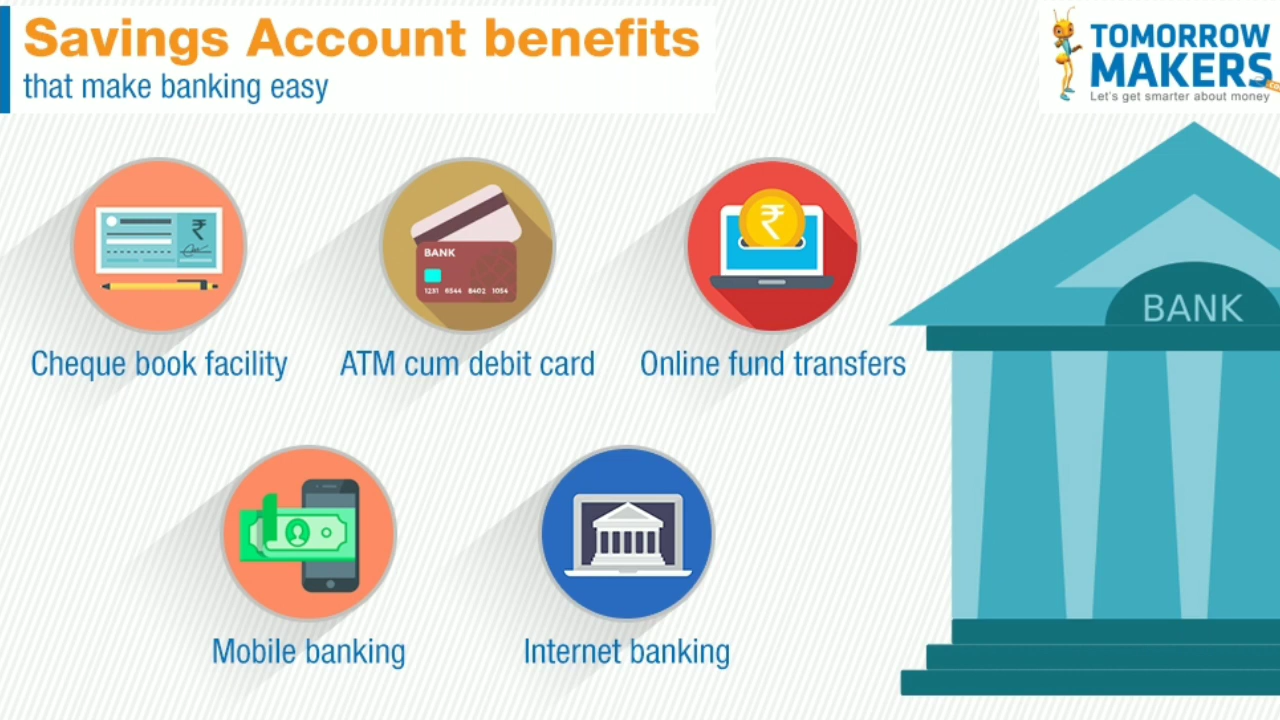 Savings Account benefits
that make banking easy
TOMORROW
MAKERS
.co
Let's get smarter about money
₹
BANK
1231 6544 8402 1054
₹
Cheque book facility
ATM cum debit card
Online fund transfers
BANK
Mobile banking
Internet banking